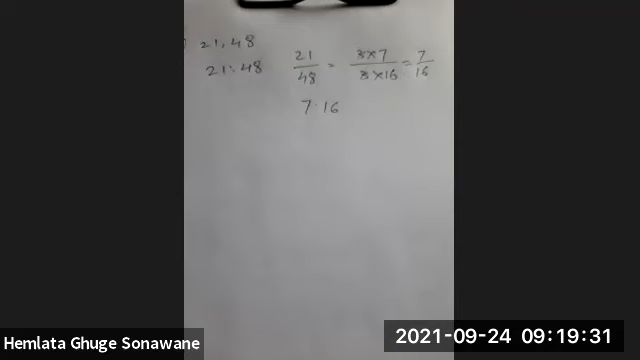 21, 48
21:48 21/48 = 3×7/3×16 = 7/16
7:16
Hemlata Ghuge Sonawane
2021-09-24 09:19:31